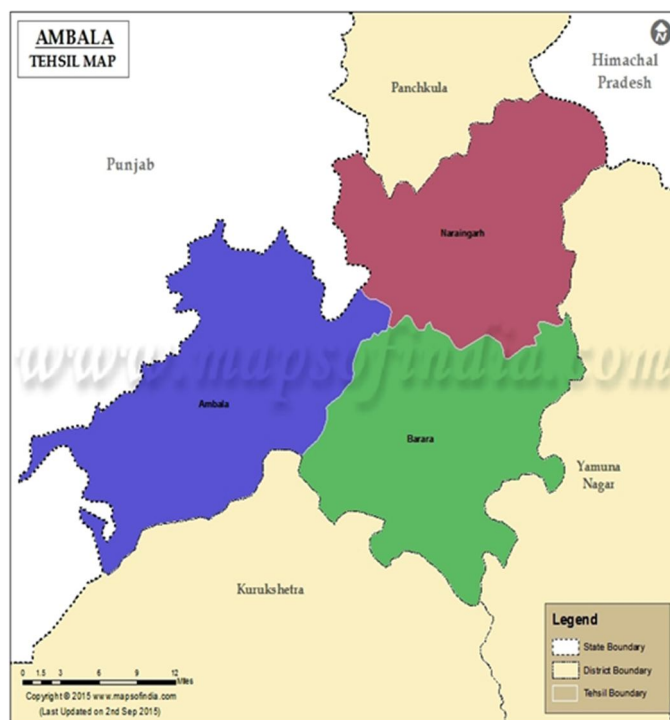 AMBALA
TEHSIL MAP
N
Himachal
Pradesh
Panchkula
Punjab
Naraingarh
www.mapsofindia.com
Ambala
Barara
Yamuna
Nagar
Kurukshetra
Legend
State Boundary
District Boundary
Tehsil Boundary
0 1.5 3 6 9 12
Miles
Copyright © 2015 www.mapsofindia.com
(Last Updated on 2nd Sep 2015)